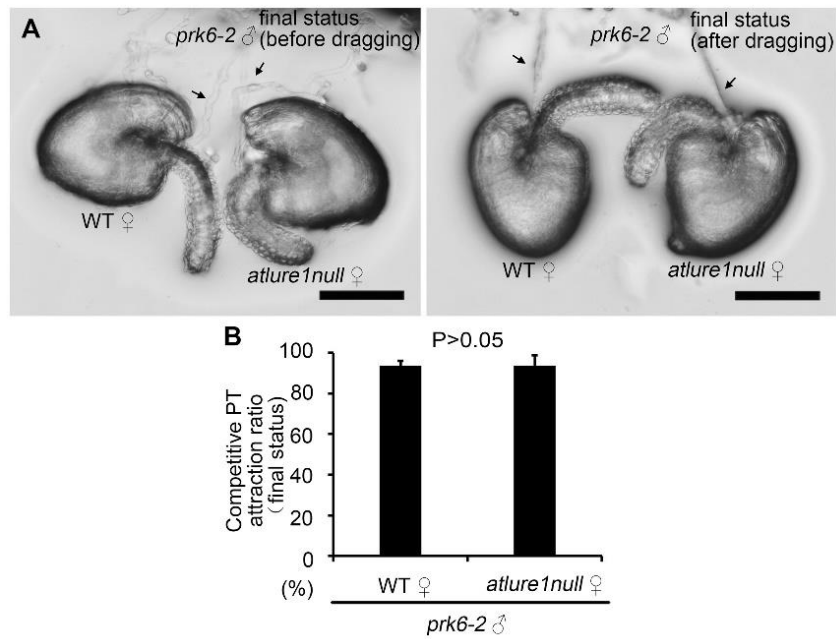 A
prk6-2 ♂ final status (before dragging)
WT ♀
atlure1null ♀
prk6-2 ♂ final status (after dragging)
WT ♀
atlure1null ♀
B
P>0.05
Competitive PT
attraction ratio
(final status)
100
80
60
40
20
0
(%)
WT ♀
atlure1null ♀
prk6-2 ♂